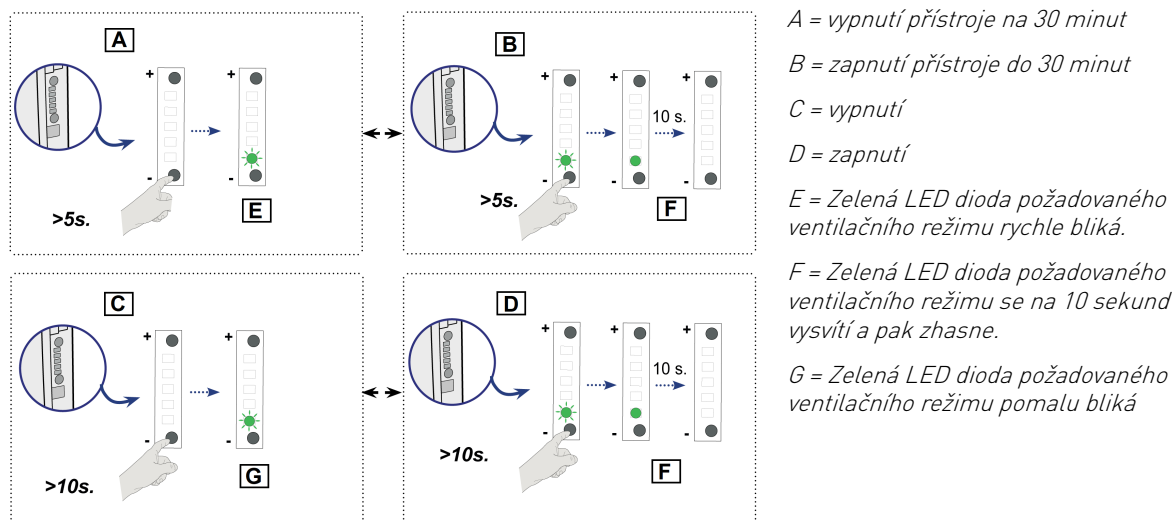 A
+
+
-
-
>5s.
E
B
+
+
10 s.
-
-
>5s.
F
C
+
+
-
-
>10s.
G
D
+
+
10 s.
-
-
>10s.
F
A = vypnutí přístroje na 30 minut
B = zapnutí přístroje do 30 minut
C = vypnutí
D = zapnutí
E = Zelená LED dioda požadovaného
ventilačního režimu rychle bliká.
F = Zelená LED dioda požadovaného
ventilačního režimu se na 10 sekund
vysvítí a pak zhasne.
G = Zelená LED dioda požadovaného
ventilačního režimu pomalu bliká